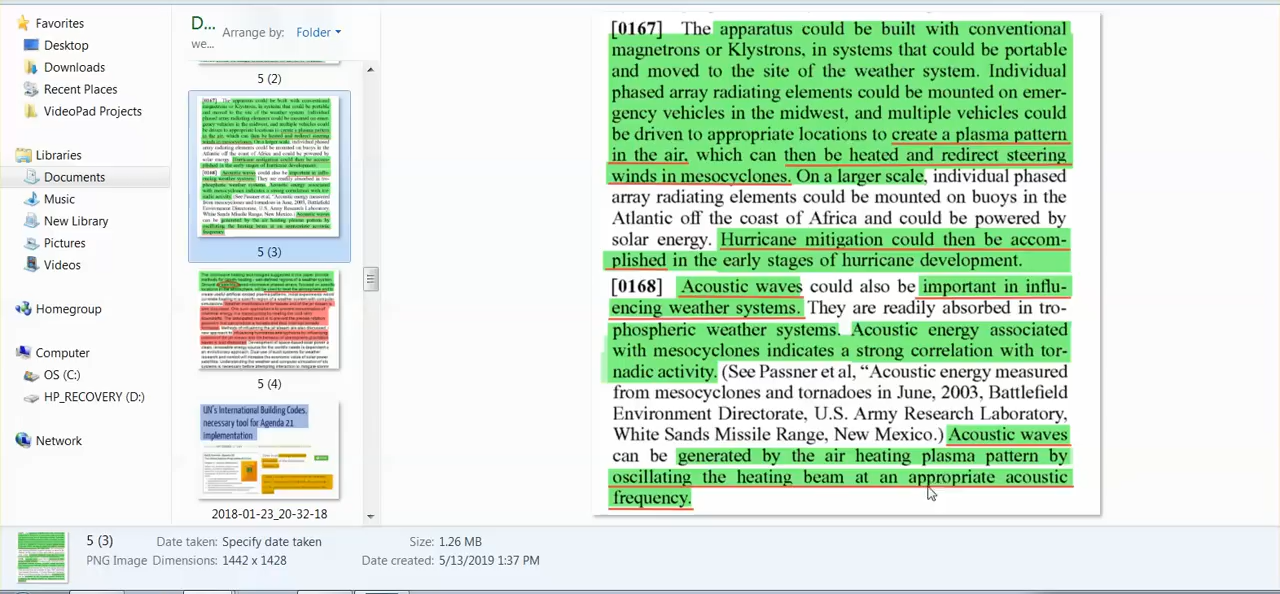 Favorites
Desktop
Downloads
Recent Places
VideoPad Projects
Libraries
Documents
Music
New Library
Pictures
Videos
Homegroup
Computer
OS (C:)
HP_RECOVERY (D:)
Network
D...
we...
Arrange by: Folder
5 (2)
5 (3)
5 (4)
UN's International Building Codes,
necessary tool for Agenda 21
implementation
2018-01-23_20-32-18
[0167] The apparatus could be built with conventional
magnetrons or Klystrons, in systems that could be portable
and moved to the site of the weather system. Individual
phased array radiating elements could be mounted on emer-
gency vehicles in the midwest, and multiple vehicles could
be driven to appropriate locations to create a plasma pattern
in the air, which can then be heated and redirect steering
winds in mesocyclones. On a larger scale, individual phased
array radiating elements could be mounted on buoys in the
Atlantic off the coast of Africa and could be powered by
solar energy. Hurricane mitigation could then be accom-
plished in the early stages of hurricane development.
[0168] Acoustic waves could also be important in influ-
encing weather systems. They are readily absorbed in tro-
pospheric weather systems. Acoustic energy associated
with mesocyclones indicates a strong correlation with tor-
nadic activity. (See Passner et al, “Acoustic energy measured
from mesocyclones and tornadoes in June, 2003, Battlefield
Environment Directorate, U.S. Army Research Laboratory,
White Sands Missile Range, New Mexico.) Acoustic waves
can be generated by the air heating plasma pattern by
oscillating the heating beam at an appropriate acoustic
frequency.
5 (3)
PNG Image
Date taken: Specify date taken
Dimensions: 1442 x 1428
Size: 1.26 MB
Date created: 5/13/2019 1:37 PM